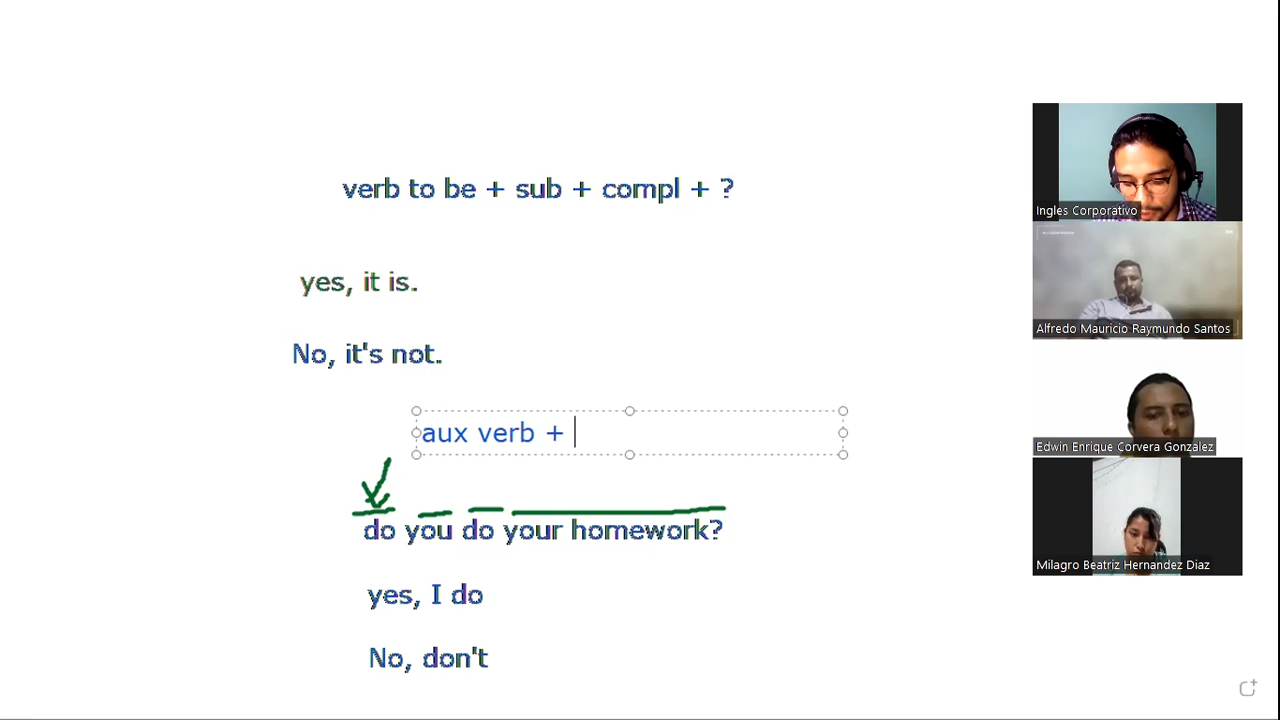 verb to be + sub + compl + ?
yes, it is.
No, it's not.
aux verb +
do you do your homework?
yes, I do
No, don't
Ingles Corporativo
Alfredo Mauricio Raymundo Santos
Edwin Enrique Corvera Gonzalez
Milagro Beatriz Hernandez Diaz